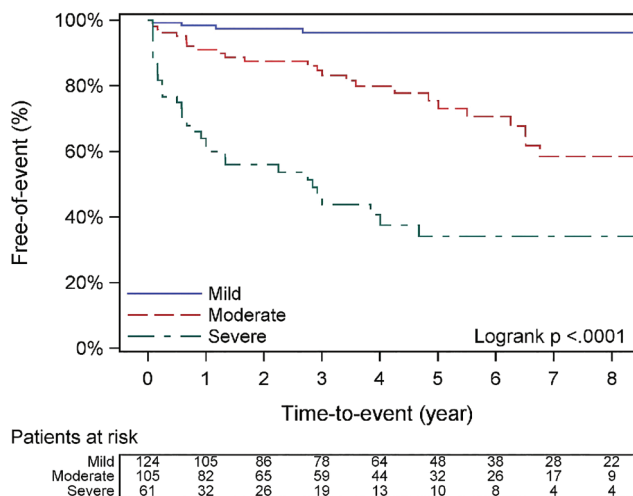 100%
80%
60%
40%
20%
0%
Free-of-event (%)
Mild
Moderate
Severe
Logrank p <.0001
0 1 2 3 4 5 6 7 8
Time-to-event (year)
Patients at risk
Mild 124 105 86 78 64 48 38 28 22
Moderate 105 82 65 59 44 32 26 17 9
Severe 61 32 26 19 13 10 8 4 4